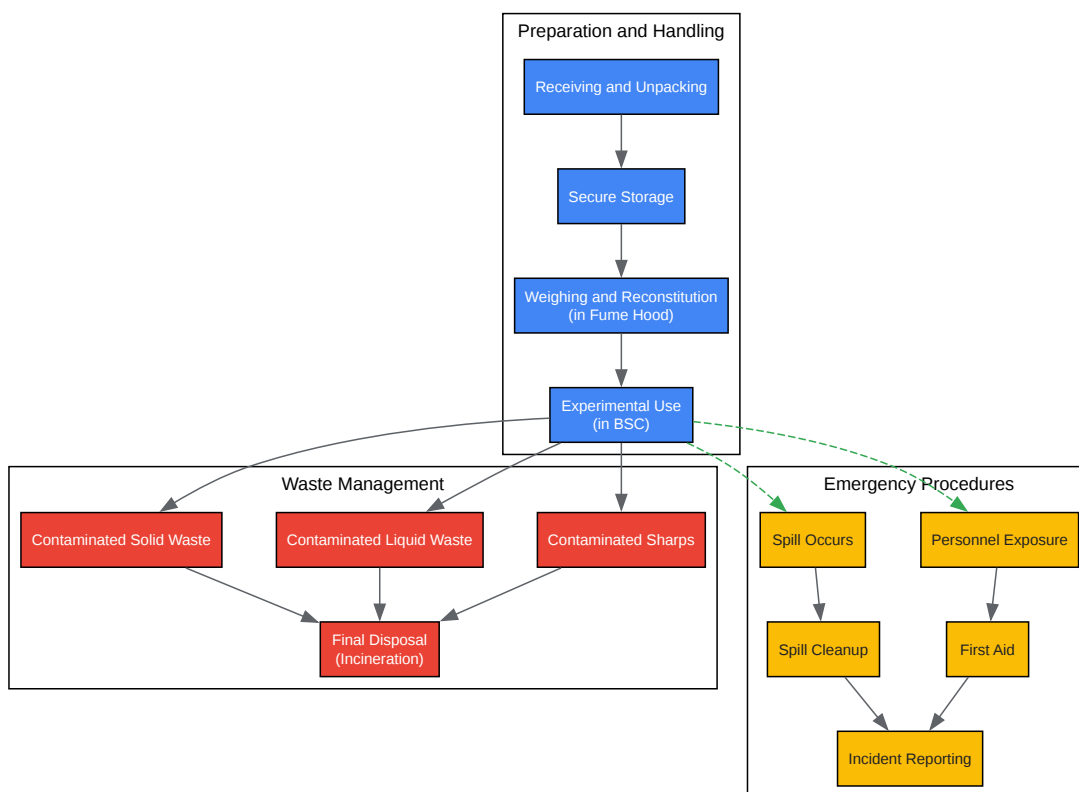 Preparation and Handling
Receiving and Unpacking
Secure Storage
Weighing and Reconstitution
(in Fume Hood)
Experimental Use
(in BSC)
Waste Management
Contaminated Solid Waste
Contaminated Liquid Waste
Contaminated Sharps
Final Disposal
(Incineration)
Emergency Procedures
Spill Occurs
Personnel Exposure
Spill Cleanup
First Aid
Incident Reporting